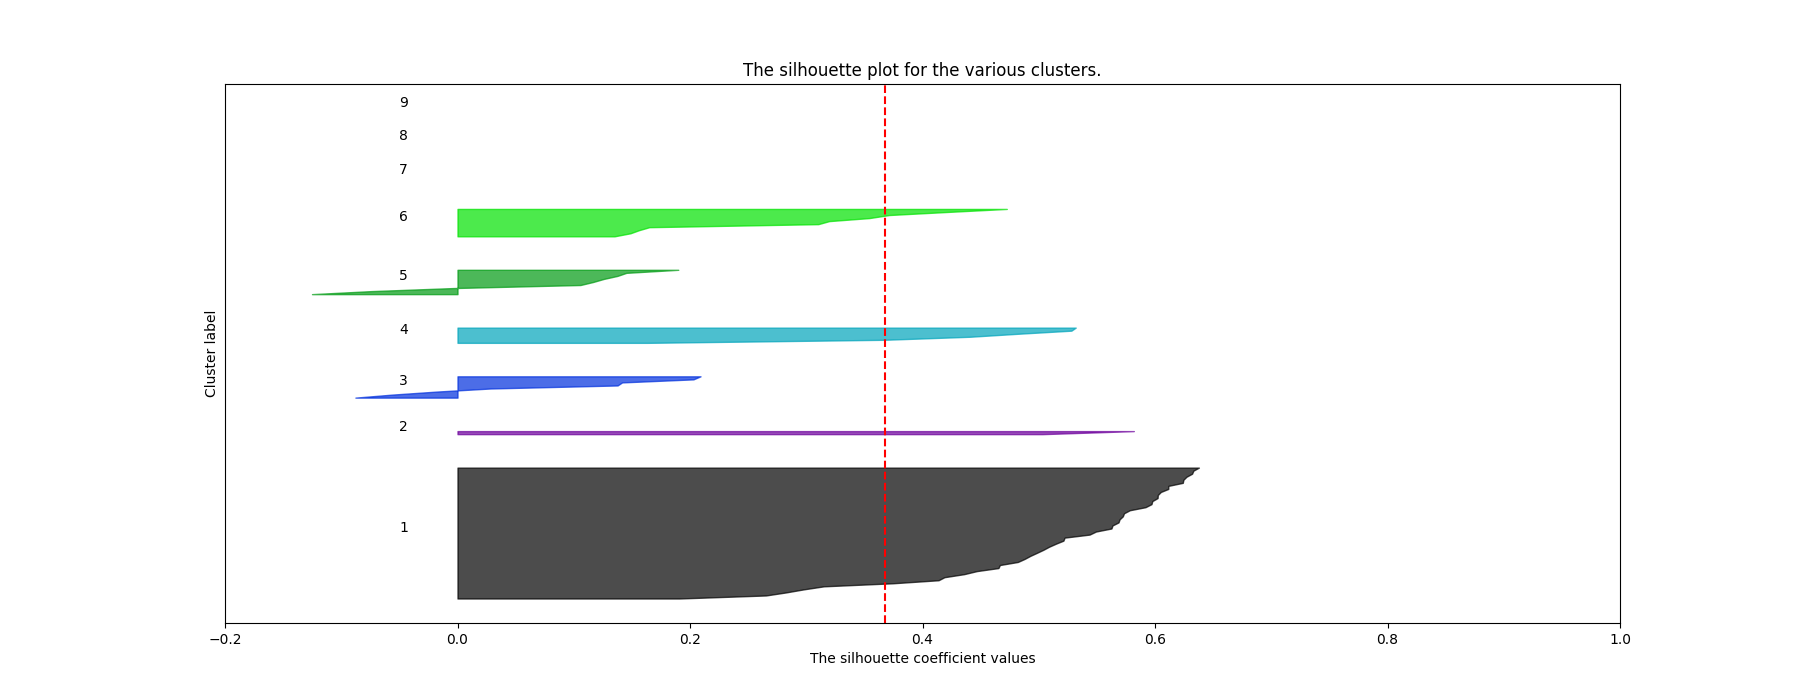 The silhouette plot for the various clusters.
9
8
7
6
5
4
3
2
1
Cluster label
−0.2 0.0 0.2 0.4 0.6 0.8 1.0
The silhouette coefficient values